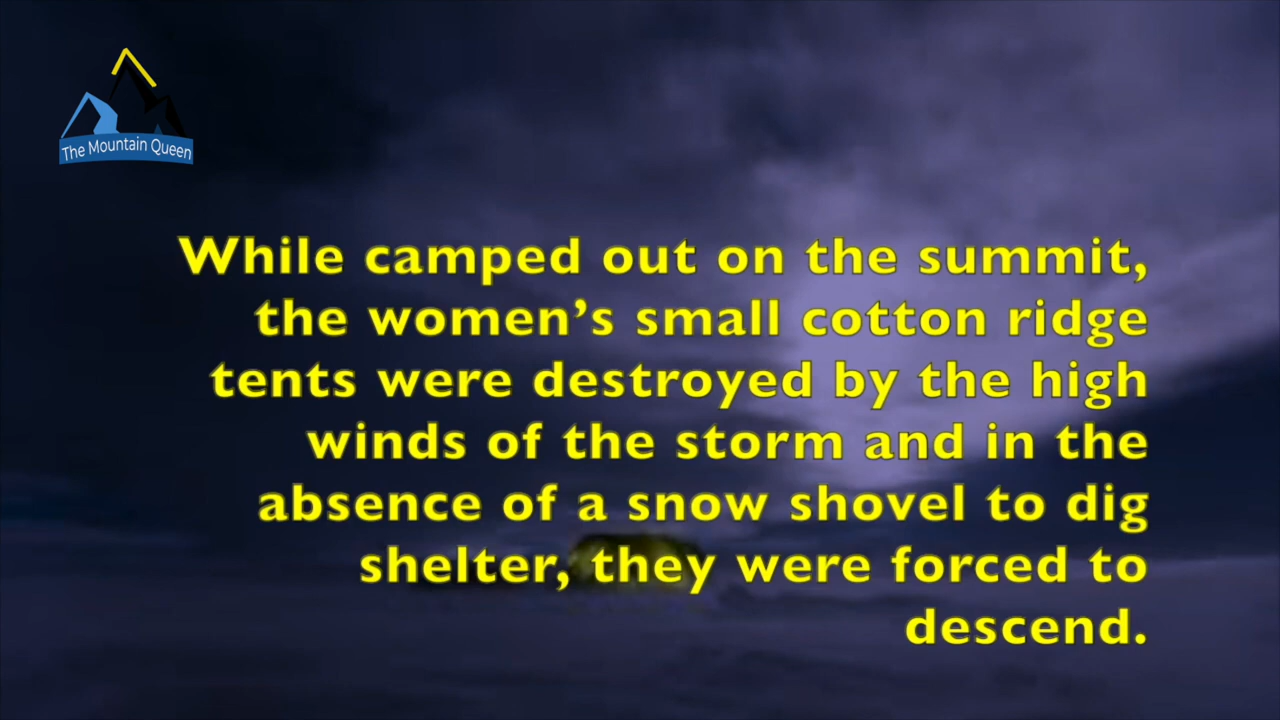 The Mountain Queen
While camped out on the summit,
the women’s small cotton ridge
tents were destroyed by the high
winds of the storm and in the
absence of a snow shovel to dig
shelter, they were forced to
descend.